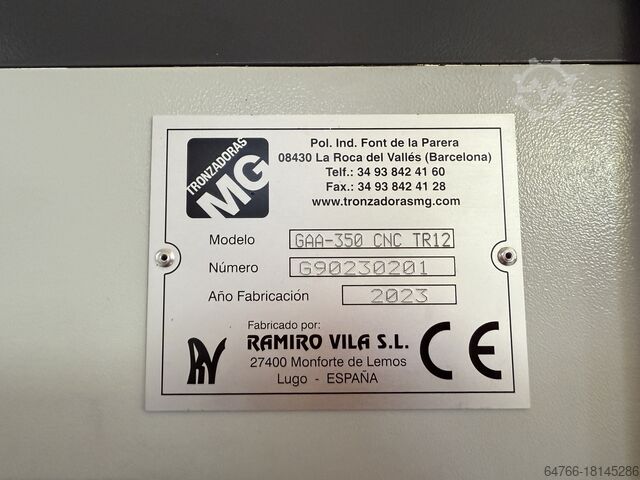 TRONZADORAS
MG
Pol. Ind. Font de la Parera
08430 La Roca del Vallés (Barcelona)
Telf.: 34 93 842 41 60
Fax.: 34 93 842 41 28
www.tronzadorasmg.com
Modelo GAA-350 CNC TR12
Número G90230201
Año Fabricación 2023
Fabricado por:
RV RAMIRO VILA S.L.
27400 Monforte de Lemos
Lugo - ESPAÑA
CE
64766-18145286